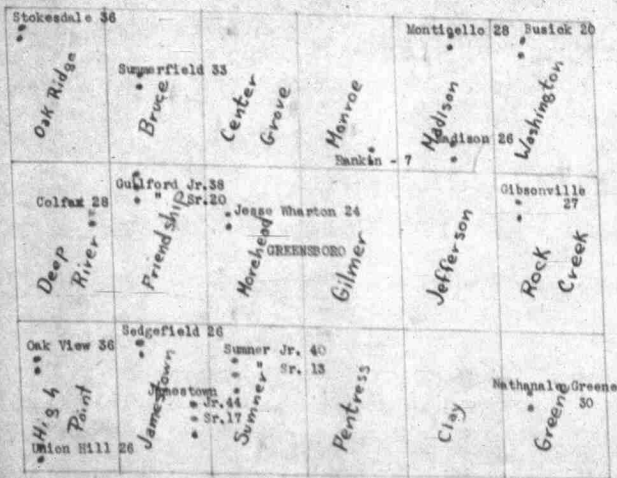 Stokesdale 36
Monticello 28
Busick 20
Oak Ridge
Summerfield 33
Bruce
Center Grove
Monroe
Madison
Washington
Rankin - 7
Madison 26
Colfax 28
Guilford Jr.38
" Sr.20
Jesse Wharton 24
GREENSBORO
Gibsonville
27
Deep River
Friendship
Morehead
Gilmer
Jefferson
Rock Creek
Oak View 36
Sedgefield 26
Sumner Jr. 40
" Sr. 13
Jamestown
Jr.44
Sr.17
Nathanale Greene
30
High Point
Jamestown
Sumner
Pentress
Clay
Greene
Union Hill 26